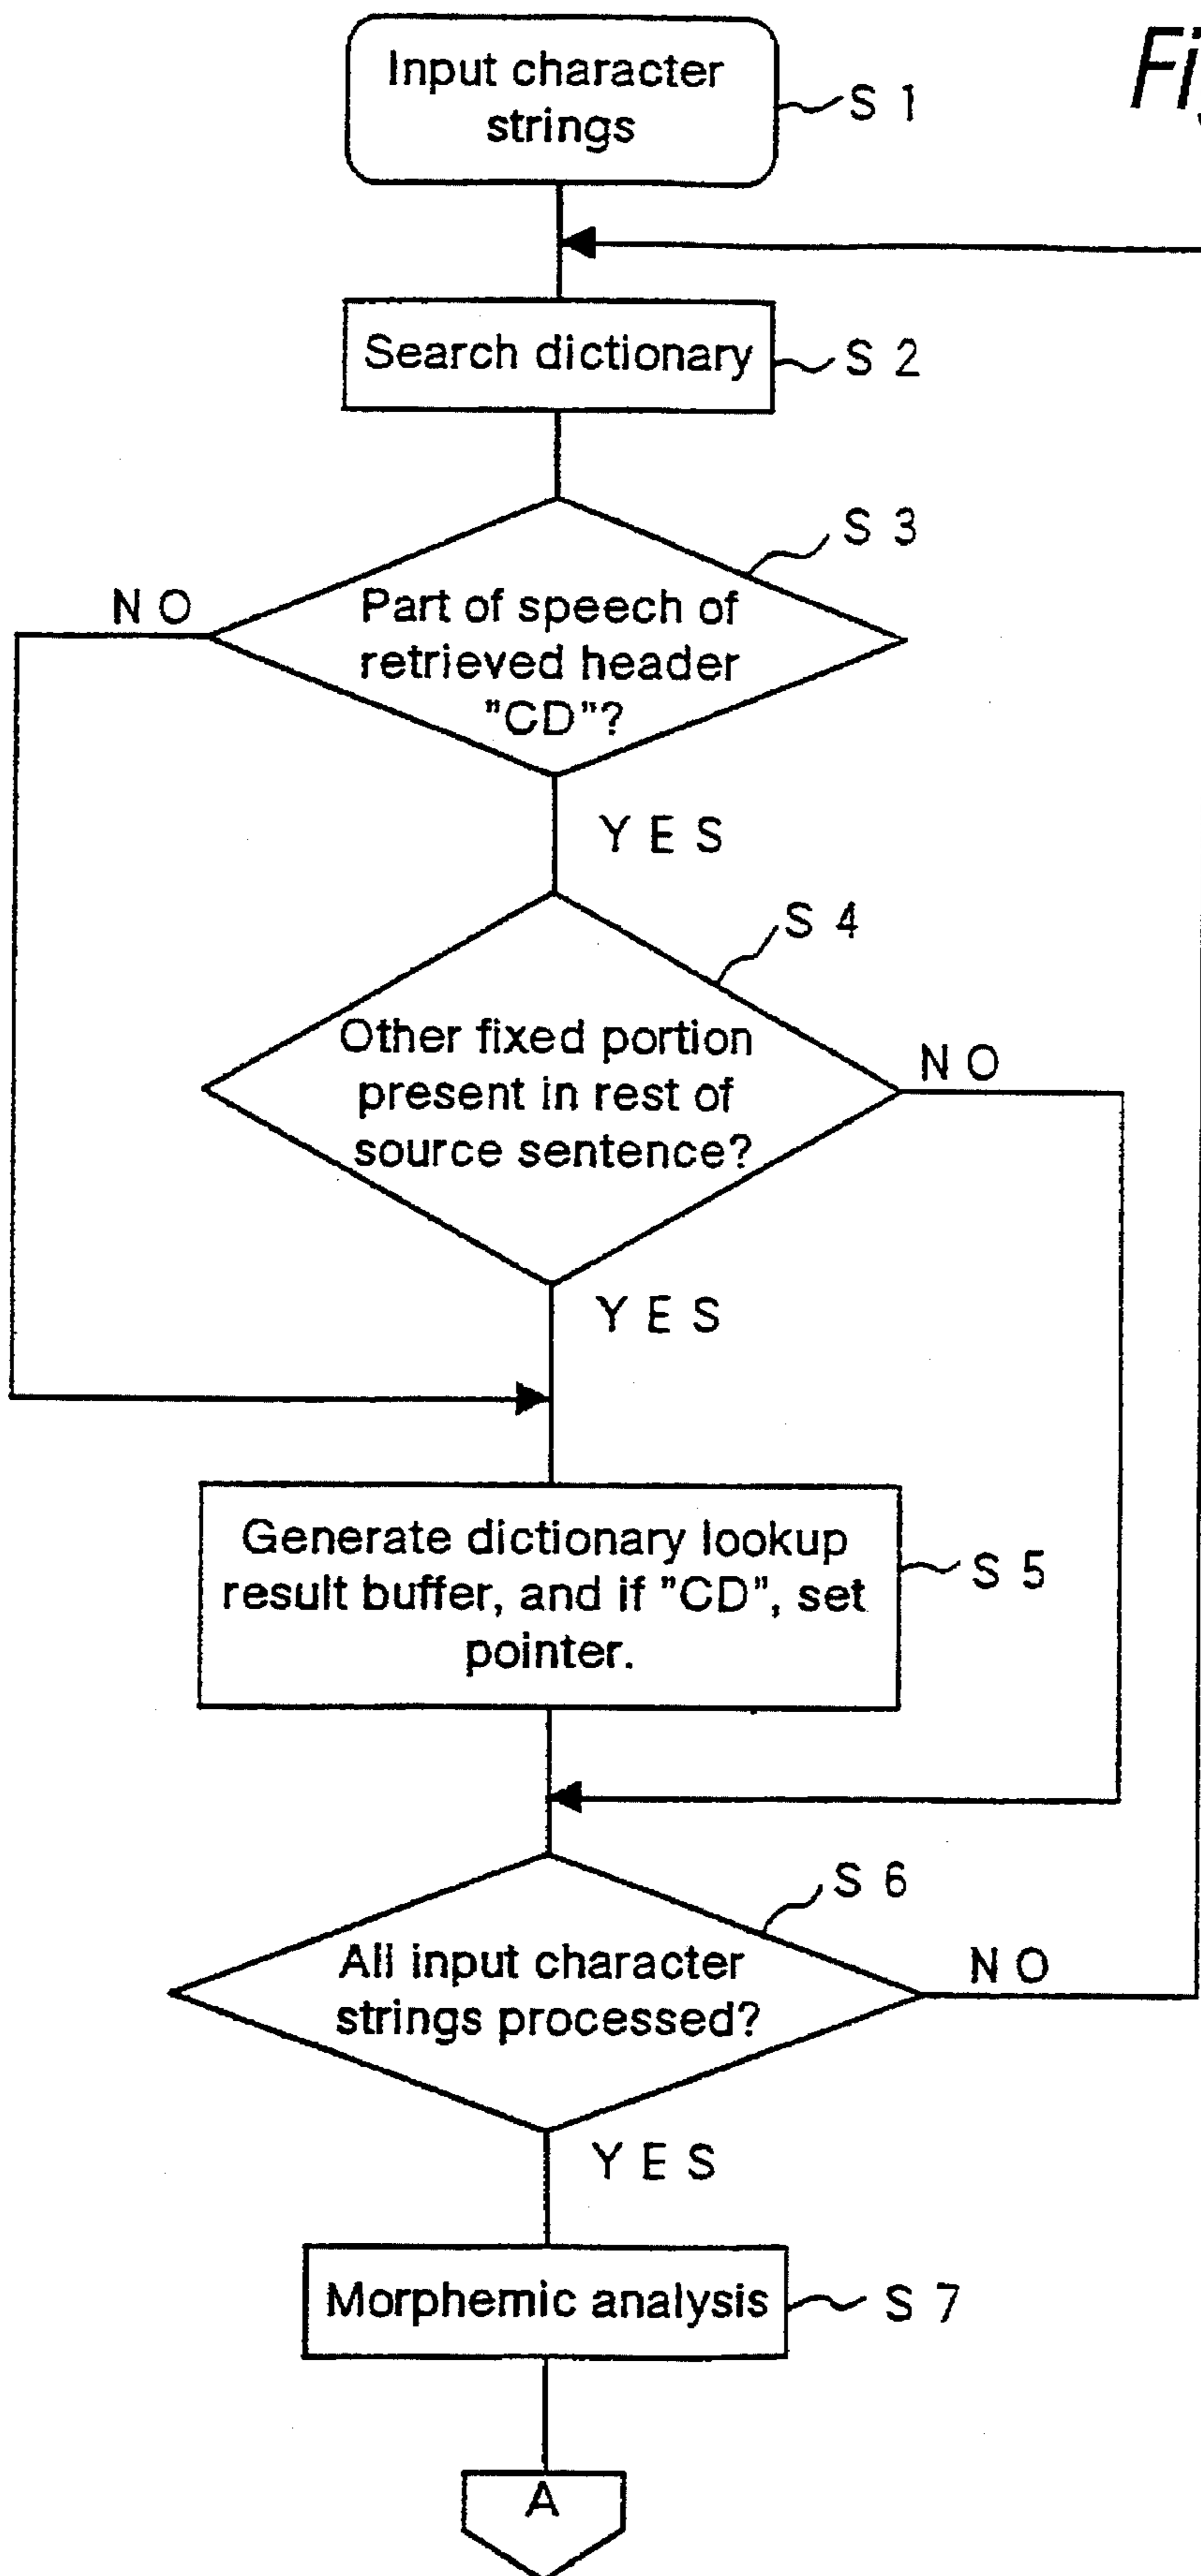 Input character
strings
S 1
Search dictionary
S 2
S 3
NO
Part of speech of
retrieved header
"CD"?
YES
S 4
Other fixed portion
present in rest of
source sentence?
NO
YES
Generate dictionary lookup
result buffer, and if "CD", set
pointer.
S 5
S 6
All input character
strings processed?
NO
YES
Morphemic analysis
S 7
A